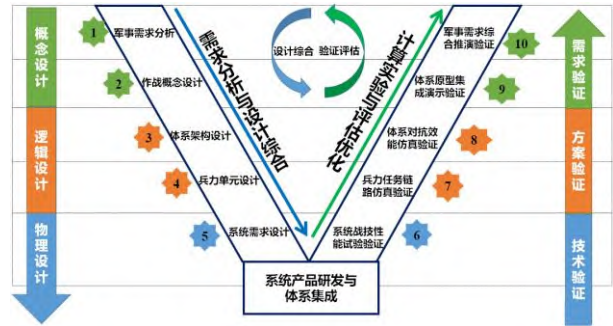 概念设计
逻辑设计
物理设计
1
军事需求分析
2
作战概念设计
3
体系架构设计
4
兵力单元设计
5
系统需求设计
需求分析与设计综合
设计综合
验证评估
计算实验与评估优化
系统产品研发与
体系集成
军事需求综
合推演验证
10
体系原型集
成演示验证
9
体系对抗效
能仿真验证
8
兵力任务链
路仿真验证
7
系统战技性
能试验验证
6
需求验证
方案验证
技术验证